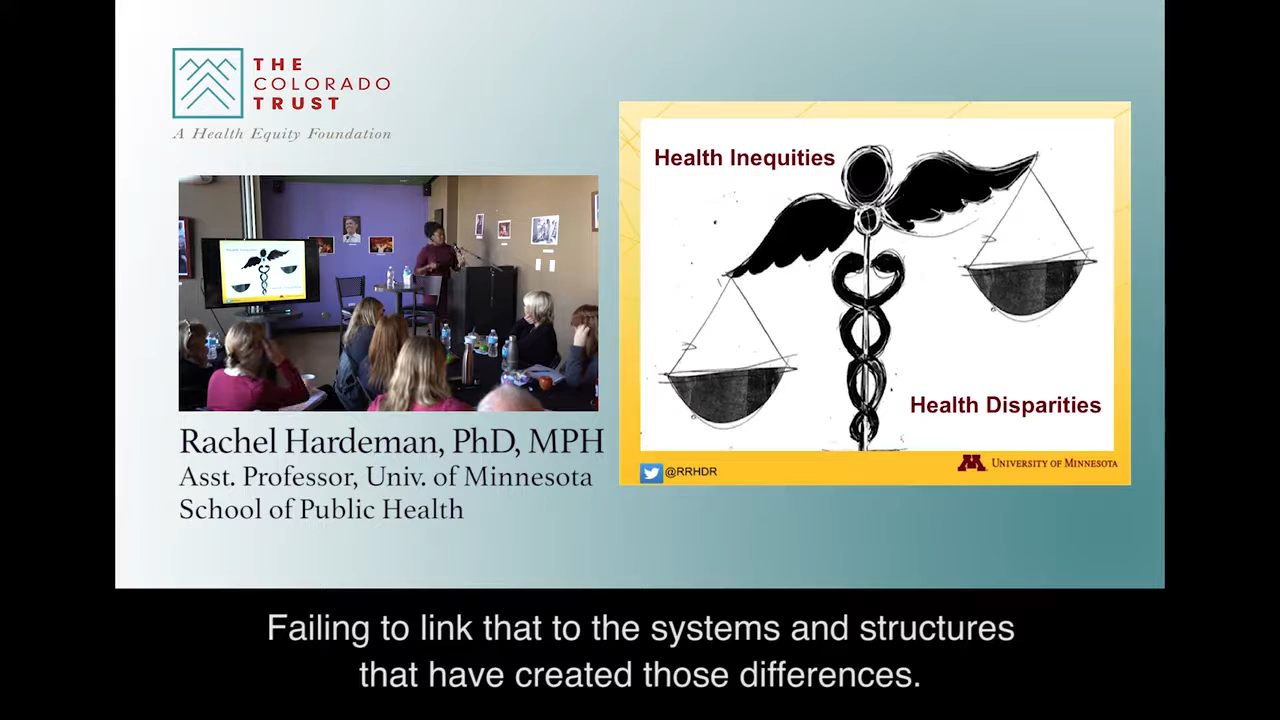 THE
COLORADO
TRUST
A Health Equity Foundation
Health Inequities
Health Disparities
@RRHDR
UNIVERSITY OF MINNESOTA
Rachel Hardeman, PhD, MPH
Asst. Professor, Univ. of Minnesota
School of Public Health
Failing to link that to the systems and structures
that have created those differences.